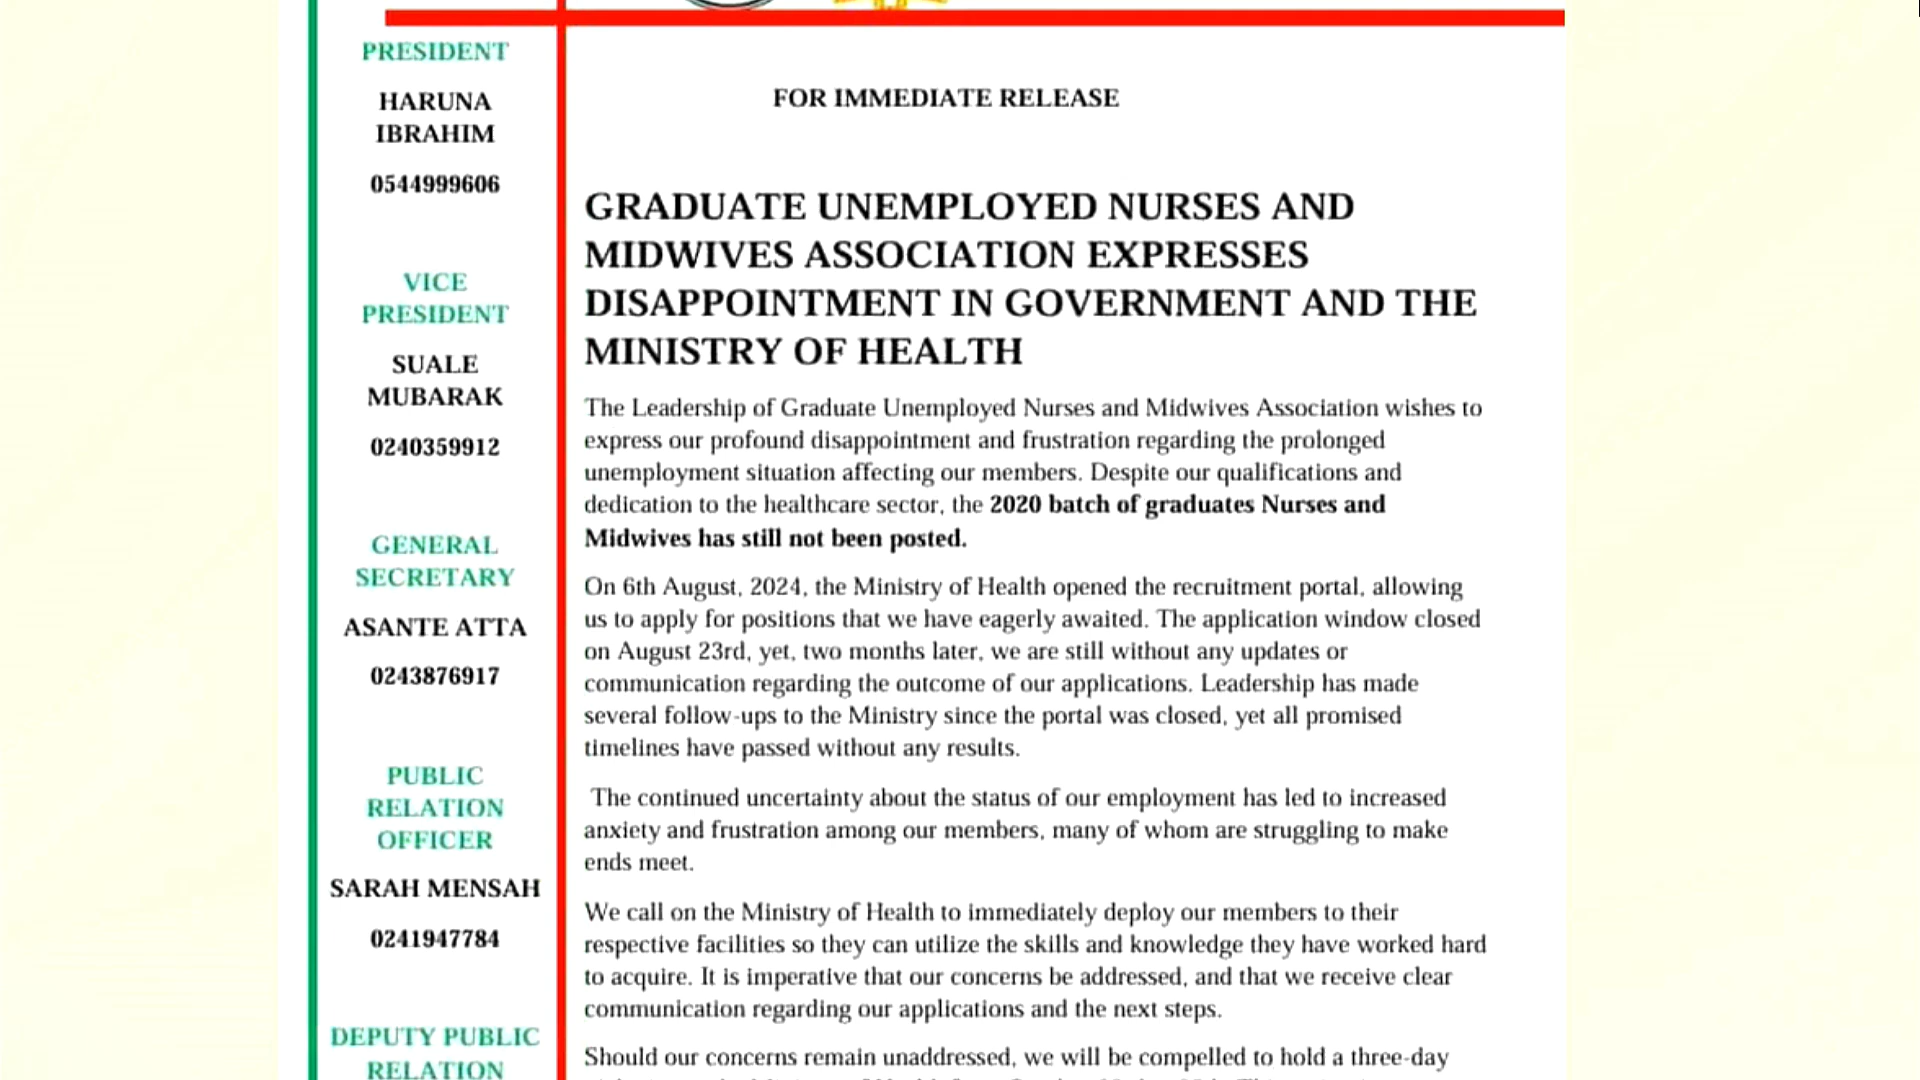 PRESIDENT
HARUNA
IBRAHIM
0544999606
VICE
PRESIDENT
SUALE
MUBARAK
0240359912
GENERAL
SECRETARY
ASANTE ATTA
0243876917
PUBLIC
RELATION
OFFICER
SARAH MENSAH
0241947784
DEPUTY PUBLIC
RELATION
FOR IMMEDIATE RELEASE
GRADUATE UNEMPLOYED NURSES AND
MIDWIVES ASSOCIATION EXPRESSES
DISAPPOINTMENT IN GOVERNMENT AND THE
MINISTRY OF HEALTH
The Leadership of Graduate Unemployed Nurses and Midwives Association wishes to
express our profound disappointment and frustration regarding the prolonged
unemployment situation affecting our members. Despite our qualifications and
dedication to the healthcare sector, the 2020 batch of graduates Nurses and
Midwives has still not been posted.
On 6th August, 2024, the Ministry of Health opened the recruitment portal, allowing
us to apply for positions that we have eagerly awaited. The application window closed
on August 23rd, yet, two months later, we are still without any updates or
communication regarding the outcome of our applications. Leadership has made
several follow-ups to the Ministry since the portal was closed, yet all promised
timelines have passed without any results.
The continued uncertainty about the status of our employment has led to increased
anxiety and frustration among our members, many of whom are struggling to make
ends meet.
We call on the Ministry of Health to immediately deploy our members to their
respective facilities so they can utilize the skills and knowledge they have worked hard
to acquire. It is imperative that our concerns be addressed, and that we receive clear
communication regarding our applications and the next steps.
Should our concerns remain unaddressed, we will be compelled to hold a three-day